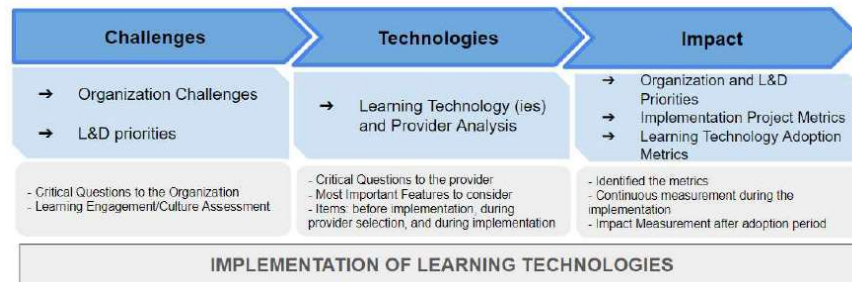 Challenges
Technologies
Impact
➔ Organization Challenges
➔ L&D priorities
➔ Learning Technology (ies)
and Provider Analysis
➔ Organization and L&D
Priorities
➔ Implementation Project Metrics
➔ Learning Technology Adoption
Metrics
- Critical Questions to the Organization
- Learning Engagement/Culture Assessment
- Critical Questions to the provider
- Most Important Features to consider
- Items: before implementation, during
provider selection, and during implementation
- Identified the metrics
- Continuous measurement during the
implementation
- Impact Measurement after adoption period
IMPLEMENTATION OF LEARNING TECHNOLOGIES